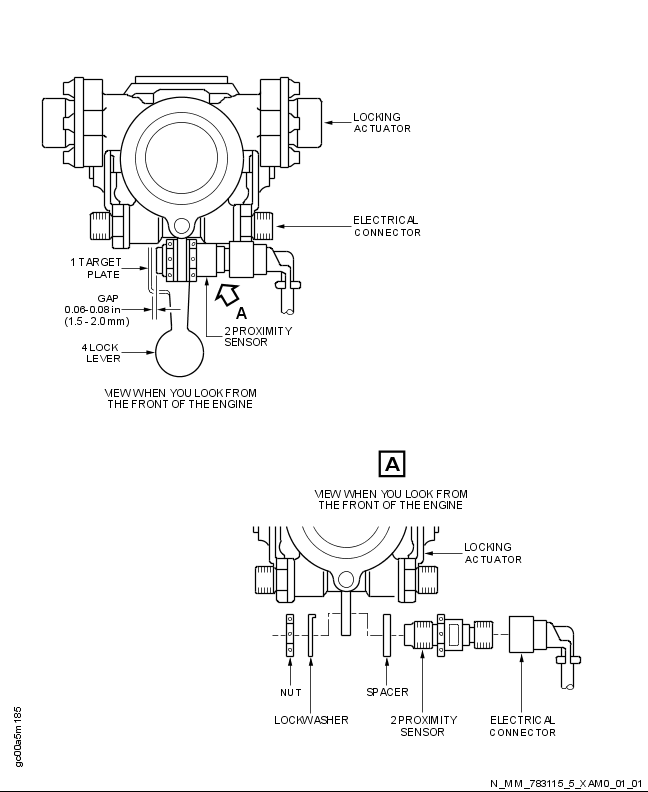 LOCKING
ACTUATOR
ELECTRICAL
CONNECTOR
1 TARGET
PLATE
GAP
0.06-0.08 in
(1.5 - 2.0 mm)
A
2 PROXIMITY
SENSOR
4 LOCK
LEVER
VIEW WHEN YOU LOOK FROM
THE FRONT OF THE ENGINE
A
VIEW WHEN YOU LOOK FROM
THE FRONT OF THE ENGINE
LOCKING
ACTUATOR
NUT
SPACER
LOCKWASHER
2 PROXIMITY
SENSOR
ELECTRICAL
CONNECTOR
gc00a5m185
N_MM_783115_5_XAM0_01_01